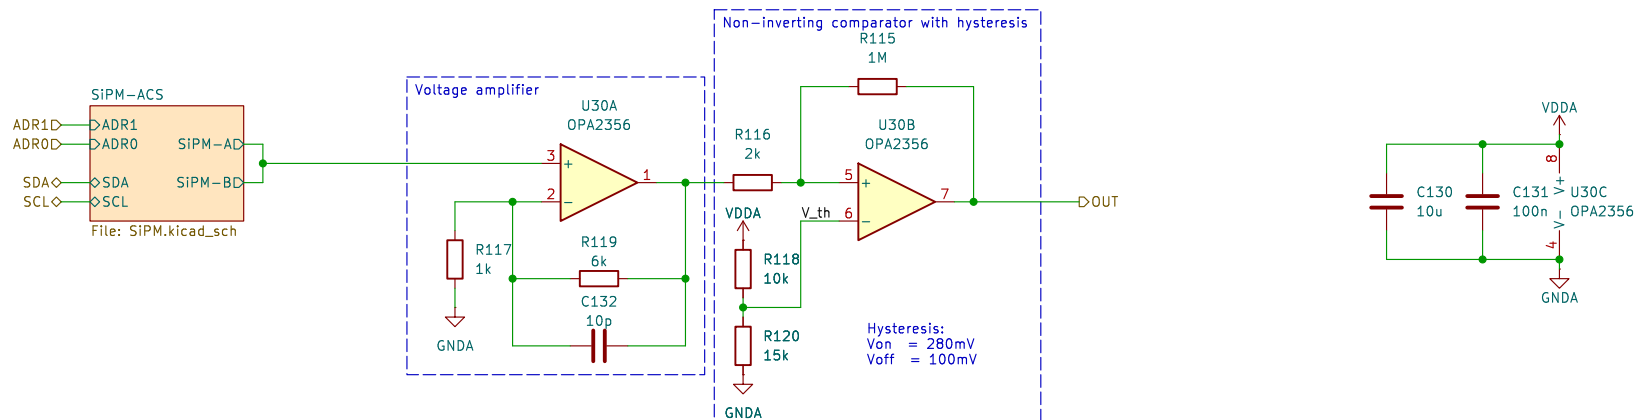 Non-inverting comparator with hysteresis
R115
1M
SiPM-ACS
ADR1
ADR1
ADR0
ADR0
SDA
SDA
SCL
SCL
SiPM-A
SiPM-B
File: SiPM.kicad_sch
Voltage amplifier
U30A
OPA2356
3
+
2
-
1
R117
1k
GNDA
R119
6k
C132
10p
R116
2k
U30B
OPA2356
5
+
6
-
7
V_th
VDDA
R118
10k
R120
15k
GNDA
Hysteresis:
Von = 280mV
Voff = 100mV
OUT
VDDA
8
V+
C130
10u
C131
100n
U30C
OPA2356
V-
4
GNDA